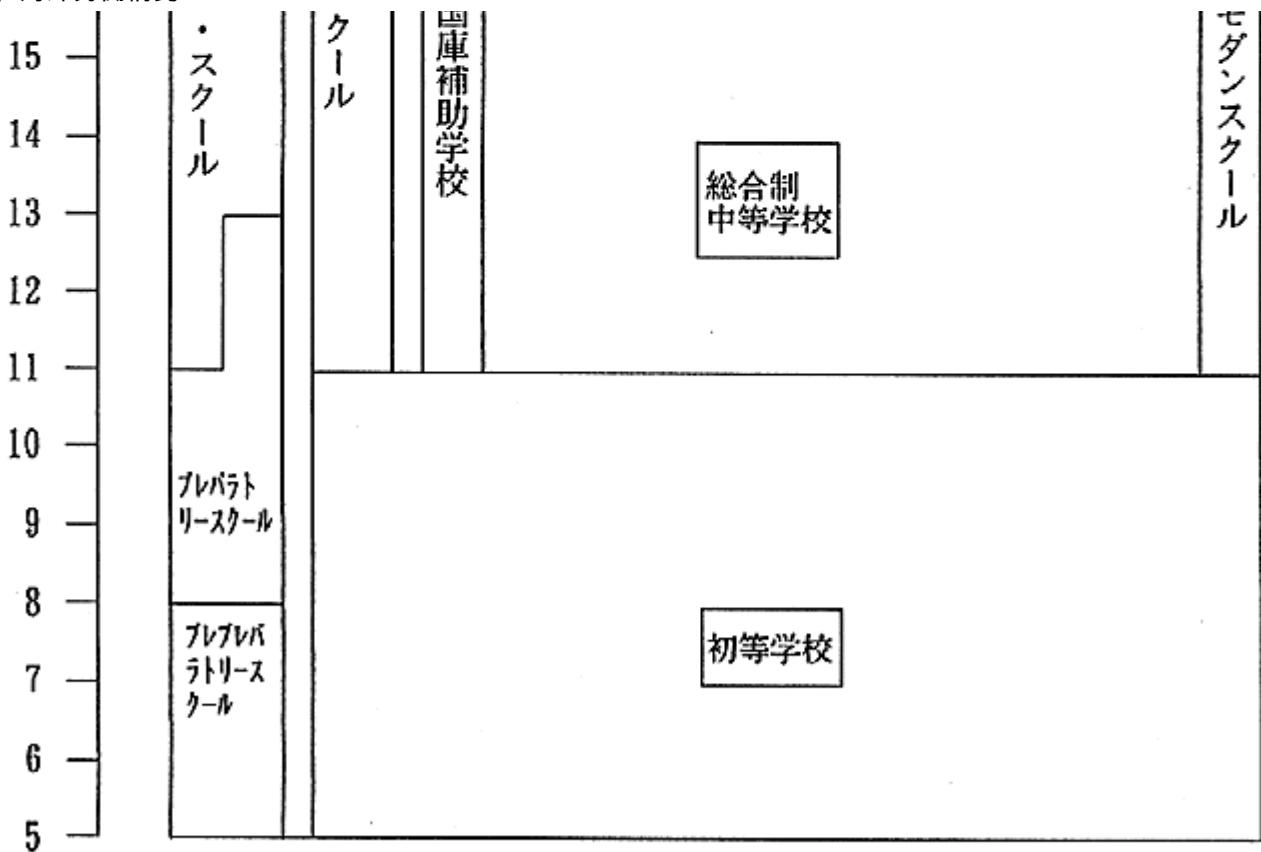 15
14
13
12
11
10
9
8
7
6
5
・スクール
クール
国庫補助学校
モダンスクール
総合制
中等学校
プレパラト
リースクール
プレプレパ
ラトリース
クール
初等学校